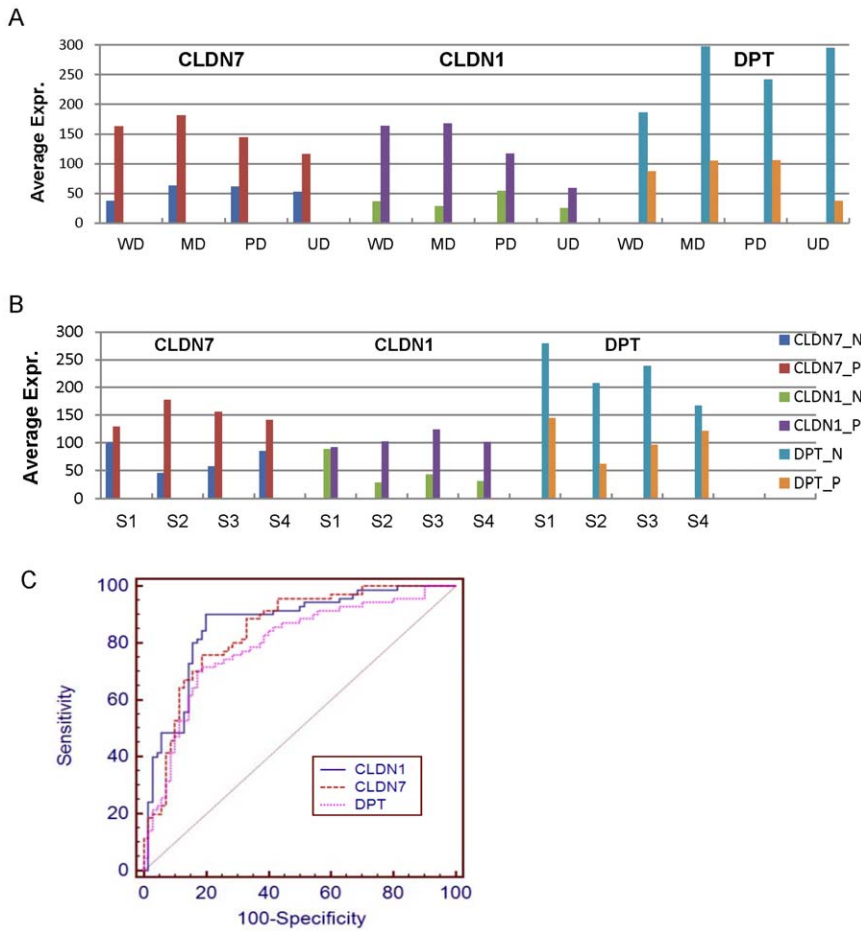 A
300
250
200
150
100
50
0
Average Expr.
CLDN7 CLDN1 DPT
WD MD PD UD WD MD PD UD WD MD PD UD
B
300
250
200
150
100
50
0
Average Expr.
CLDN7 CLDN1 DPT
S1 S2 S3 S4 S1 S2 S3 S4 S1 S2 S3 S4
CLDN7_N
CLDN7_P
CLDN1_N
CLDN1_P
DPT_N
DPT_P
C
100
80
60
40
20
0
Sensitivity
CLDN1
CLDN7
DPT
0 20 40 60 80 100
100-Specificity